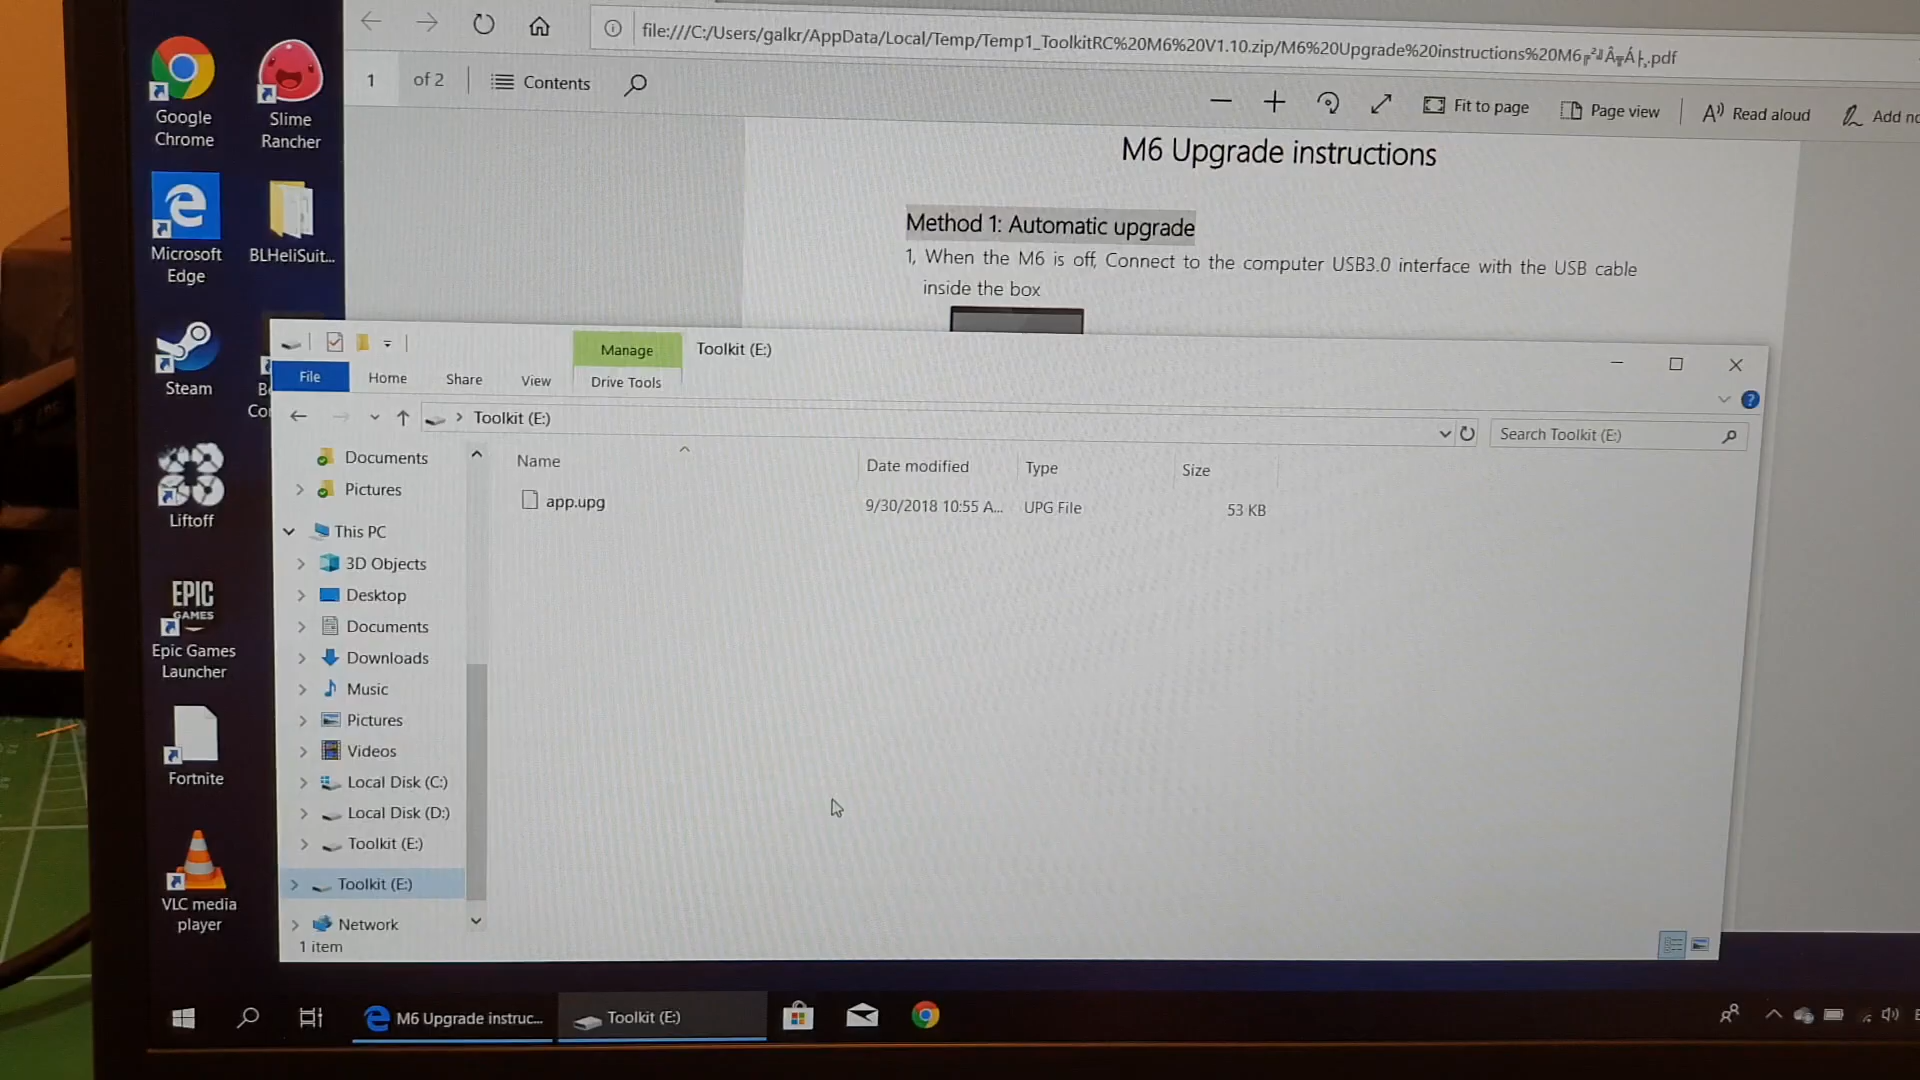 file:///C:/Users/galkr/AppData/Local/Temp/Temp1_ToolkitRC%20M6%20V1.10.zip/M6%20Upgrade%20instructions%20M6╔²╝Â╦Á├¸.pdf
1 of 2 Contents
Fit to page Page view Read aloud Add no
M6 Upgrade instructions
Method 1: Automatic upgrade
1, When the M6 is off, Connect to the computer USB3.0 interface with the USB cable
inside the box
Google
Chrome
Slime
Rancher
Microsoft
Edge
BLHeliSuit...
Steam
Be
Co
Liftoff
EPIC
GAMES
Epic Games
Launcher
Fortnite
VLC media
player
Manage
Toolkit (E:)
File
Home
Share
View
Drive Tools
Toolkit (E:)
Search Toolkit (E:)
Name
Date modified
Type
Size
app.upg
9/30/2018 10:55 A...
UPG File
53 KB
Documents
Pictures
This PC
3D Objects
Desktop
Documents
Downloads
Music
Pictures
Videos
Local Disk (C:)
Local Disk (D:)
Toolkit (E:)
Toolkit (E:)
Network
1 item
M6 Upgrade instruc...
Toolkit (E:)